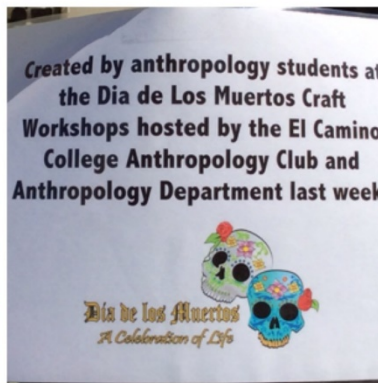 Created by anthropology students at
the Dia de Los Muertos Craft
Workshops hosted by the El Camino
College Anthropology Club and
Anthropology Department last week
Día de los Muertos
A Celebration of Life